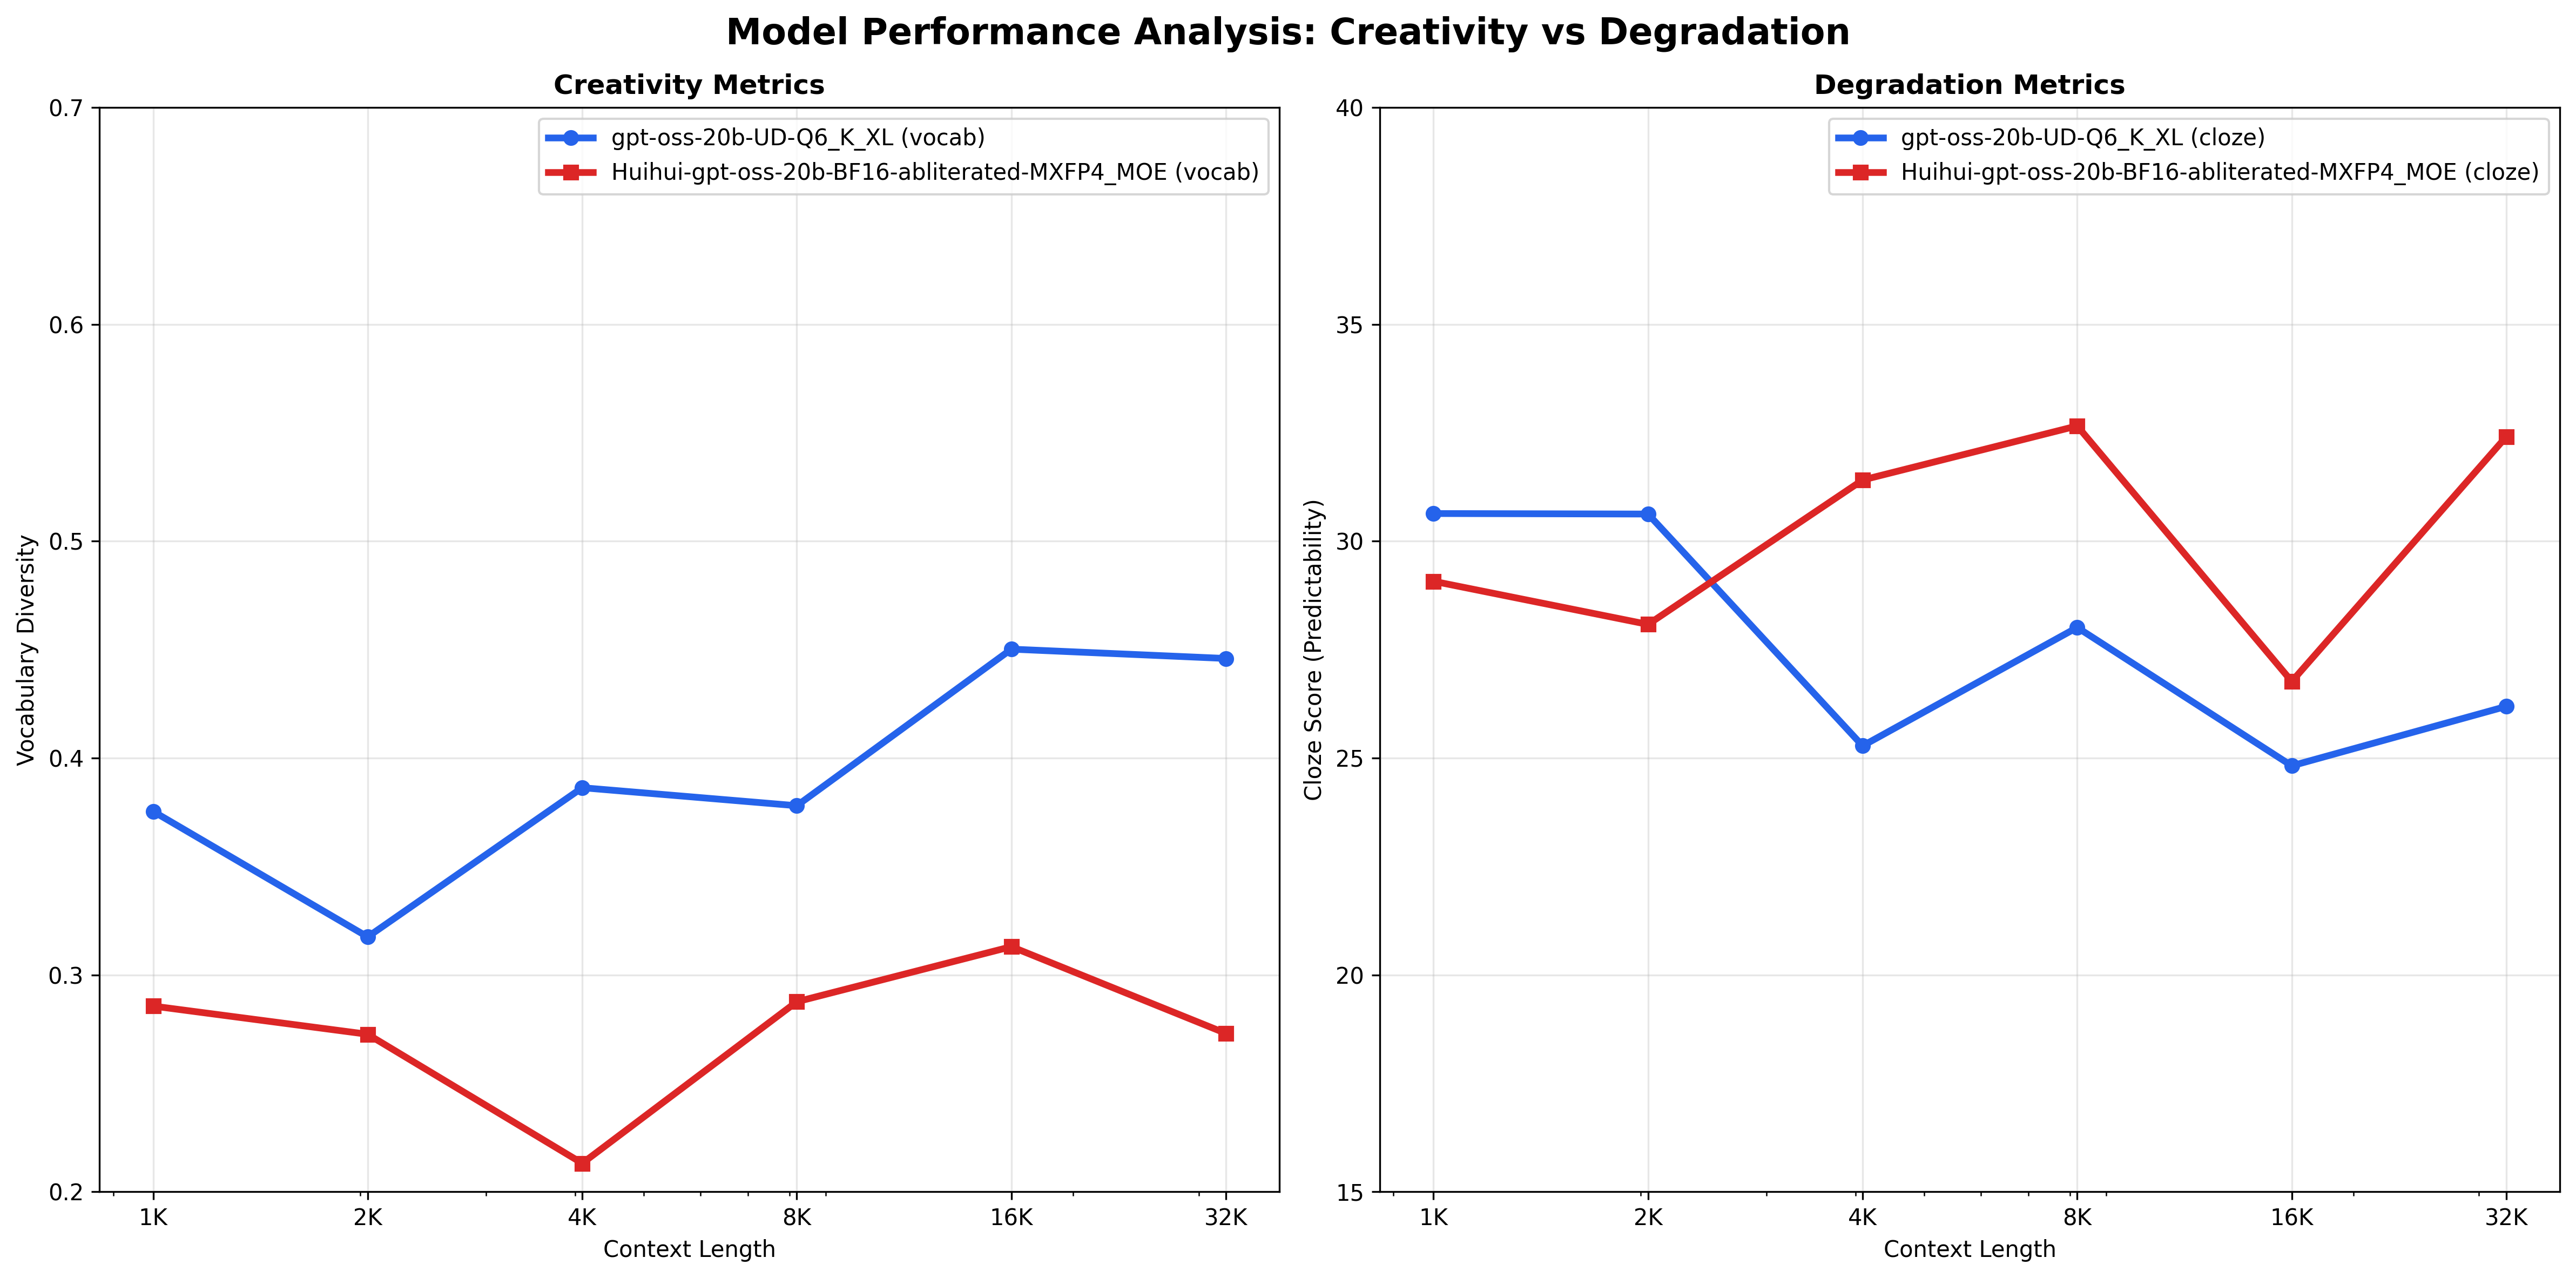 Model Performance Analysis: Creativity vs Degradation
Creativity Metrics
gpt-oss-20b-UD-Q6_K_XL (vocab)
Huihui-gpt-oss-20b-BF16-abliterated-MXFP4_MOE (vocab)
Vocabulary Diversity
0.7
0.6
0.5
0.4
0.3
0.2
1K 2K 4K 8K 16K 32K
Context Length
Degradation Metrics
gpt-oss-20b-UD-Q6_K_XL (cloze)
Huihui-gpt-oss-20b-BF16-abliterated-MXFP4_MOE (cloze)
Cloze Score (Predictability)
40
35
30
25
20
15
1K 2K 4K 8K 16K 32K
Context Length